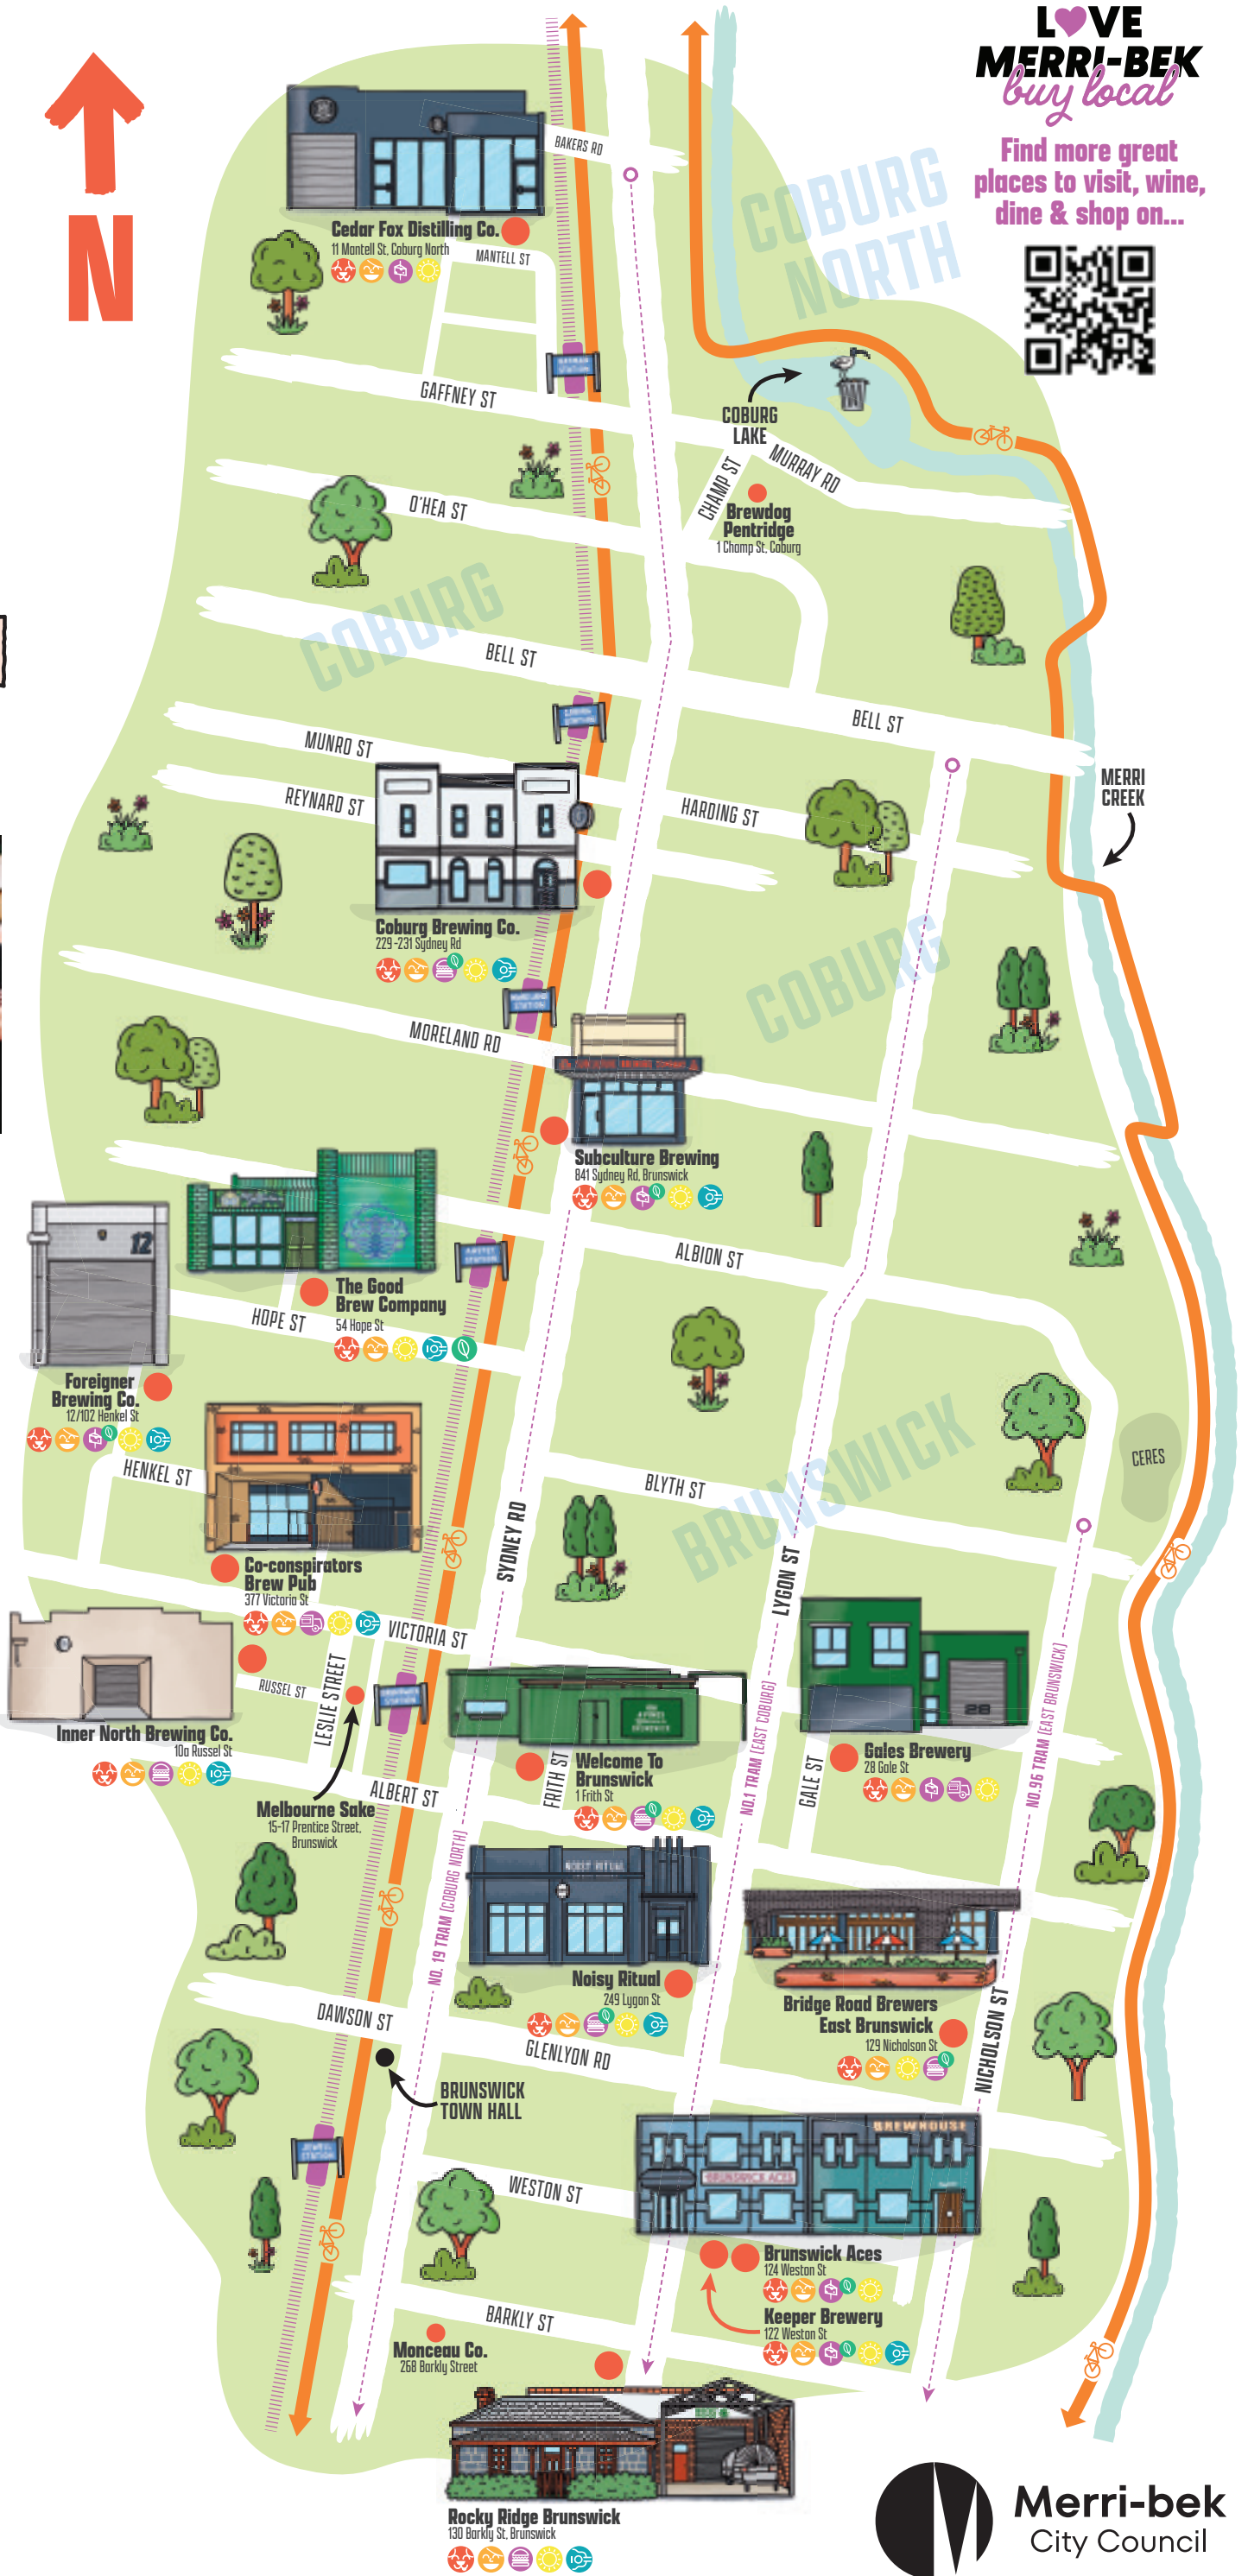 LOVE
MERRI-BEK
buy local
Find more great
places to visit, wine,
dine & shop on...
N
BAKERS RD
COBURG
NORTH
Cedar Fox Distilling Co.
11 Mantell St, Coburg North
MANTELL ST
GAFFNEY ST
COBURG
LAKE
MURRAY RD
CHAMP ST
Brewdog
Pentridge
1 Champ St, Coburg
O'HEA ST
COBURG
BELL ST
BELL ST
MUNRO ST
REYNARD ST
HARDING ST
MERRI
CREEK
Coburg Brewing Co.
229-231 Sydney Rd
COBURG
MORELAND RD
Subculture Brewing
841 Sydney Rd, Brunswick
12
ALBION ST
The Good
Brew Company
54 Hope St
HOPE ST
Foreigner
Brewing Co.
12/102 Henkel St
HENKEL ST
BLYTH ST
BRUNSWICK
CERES
SYDNEY RD
LYGON ST
Co-conspirators
Brew Pub
377 Victoria St
VICTORIA ST
RUSSEL ST
LESLIE STREET
Inner North Brewing Co.
10a Russel St
FRITH ST
Welcome To
Brunswick
1 Frith St
NO.1 TRAM (EAST COBURG)
GALE ST
28
Gales Brewery
28 Gale St
NO.96 TRAM (EAST BRUNSWICK)
ALBERT ST
Melbourne Sake
15-17 Prentice Street,
Brunswick
NO. 19 TRAM (COBURG NORTH)
NOISY RITUAL
Noisy Ritual
249 Lygon St
Bridge Road Brewers
East Brunswick
129 Nicholson St
NICHOLSON ST
DAWSON ST
GLENLYON RD
BRUNSWICK
TOWN HALL
BREWHOUSE
BRUNSWICK ACES
WESTON ST
Brunswick Aces
124 Weston St
Keeper Brewery
122 Weston St
BARKLY ST
Monceau Co.
26B Barkly Street
Rocky Ridge Brunswick
130 Barkly St, Brunswick
Merri-bek
City Council